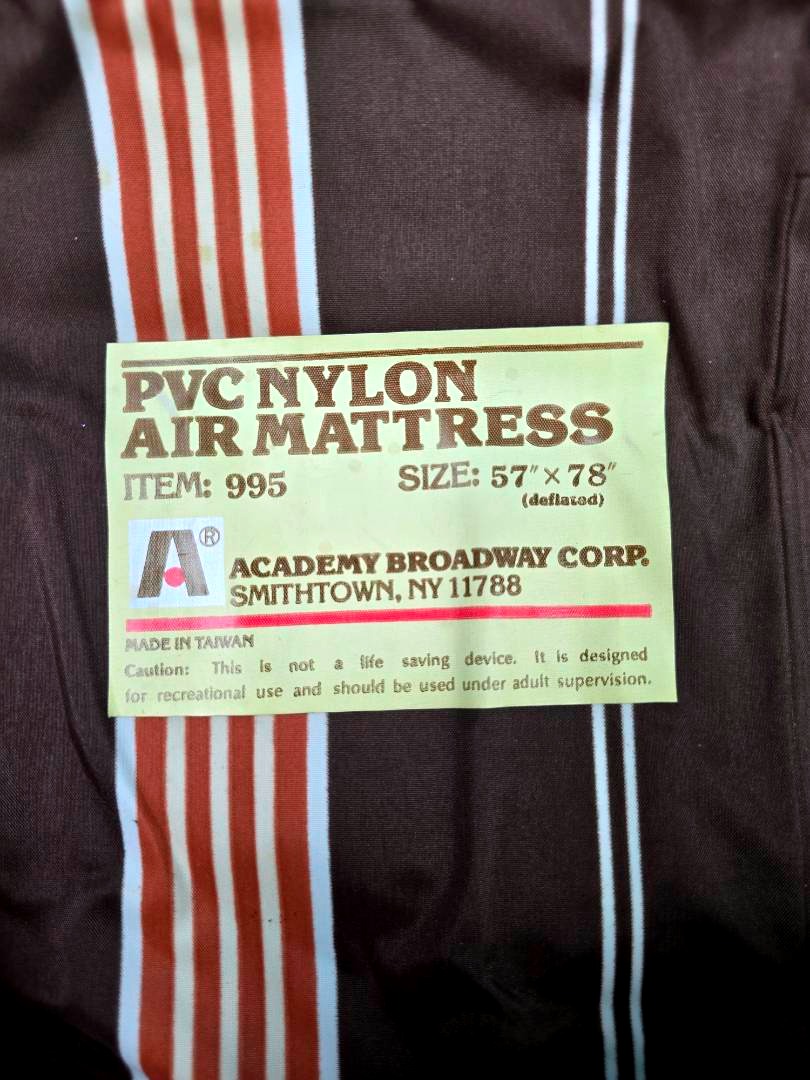 PVC NYLON
AIR MATTRESS
ITEM: 995 SIZE: 57" × 78"
(deflated)
A®
ACADEMY BROADWAY CORP.
SMITHTOWN, NY 11788
MADE IN TAIWAN
Caution: This is not a life saving device. It is designed
for recreational use and should be used under adult supervision.